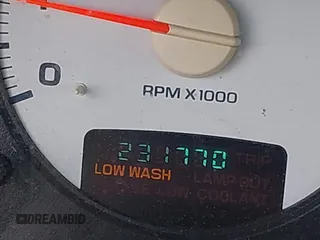 0
RPM X1000
231770 TRIP
LOW WASH LAMP OUT
COOLANT
DREAMBID